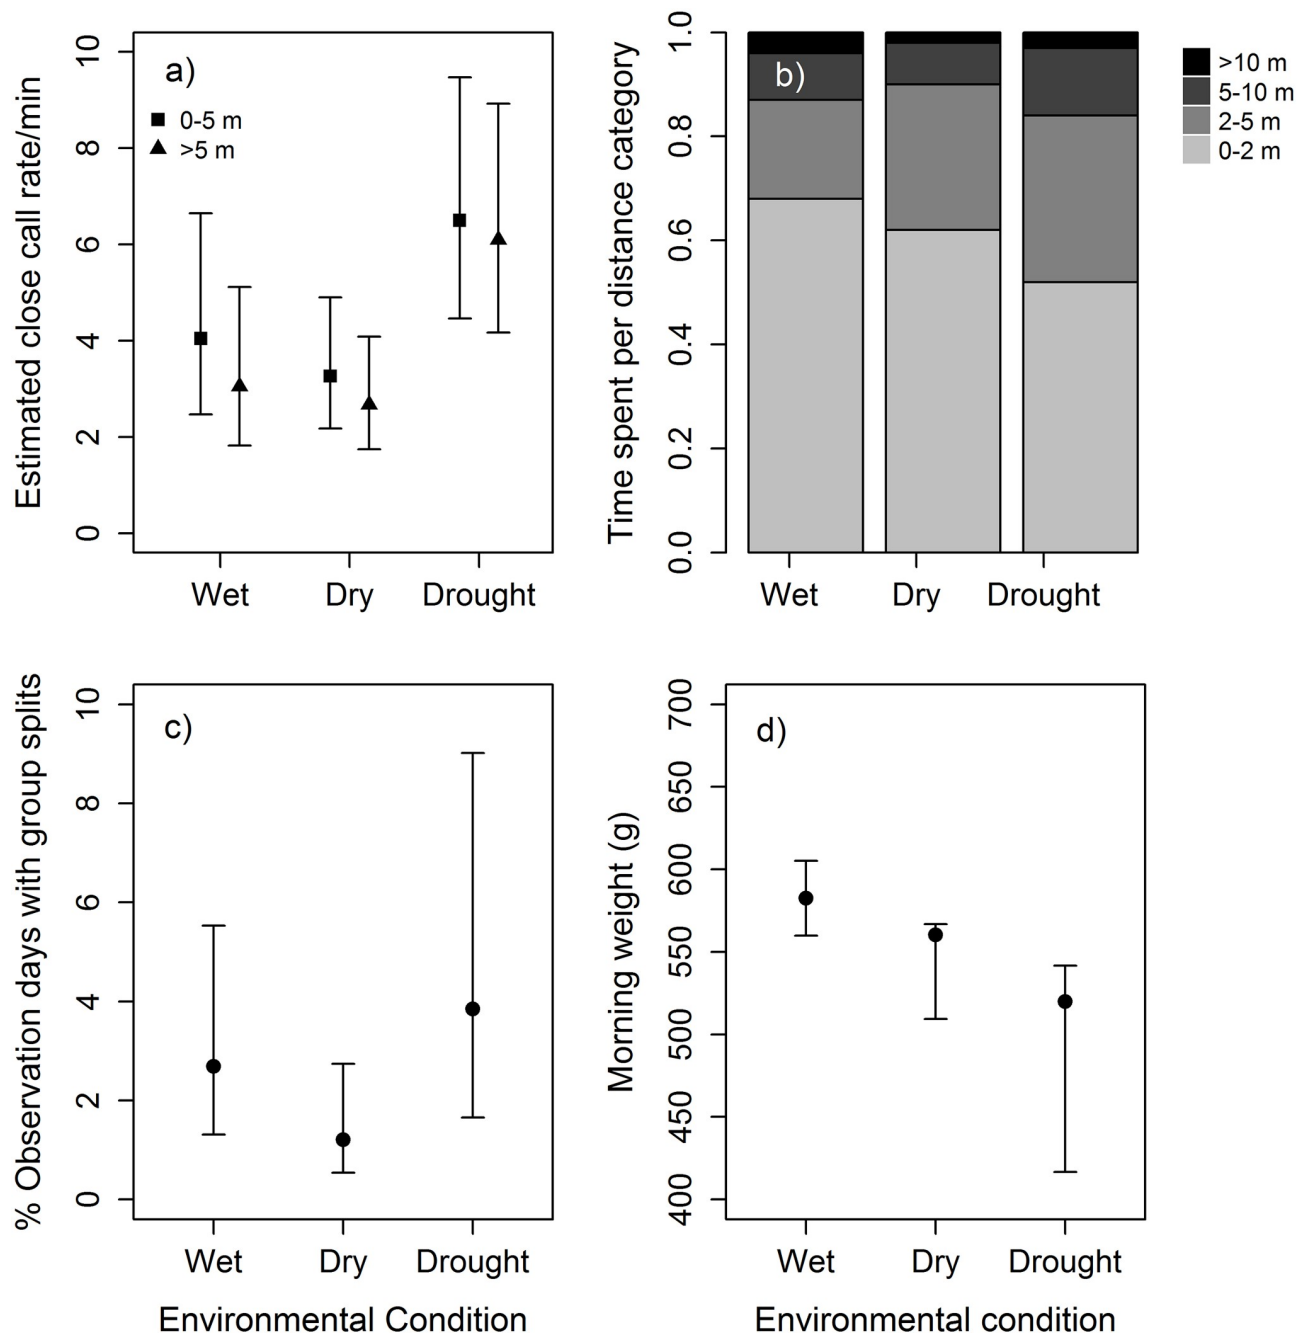 a)
0-5 m
>5 m
Estimated close call rate/min
10
8
6
4
2
0
Wet Dry Drought
b)
>10 m
5-10 m
2-5 m
0-2 m
Time spent per distance category
1.0
0.8
0.6
0.4
0.2
0.0
Wet Dry Drought
c)
% Observation days with group splits
10
8
6
4
2
0
Wet Dry Drought
Environmental Condition
d)
Morning weight (g)
700
650
600
550
500
450
400
Wet Dry Drought
Environmental condition